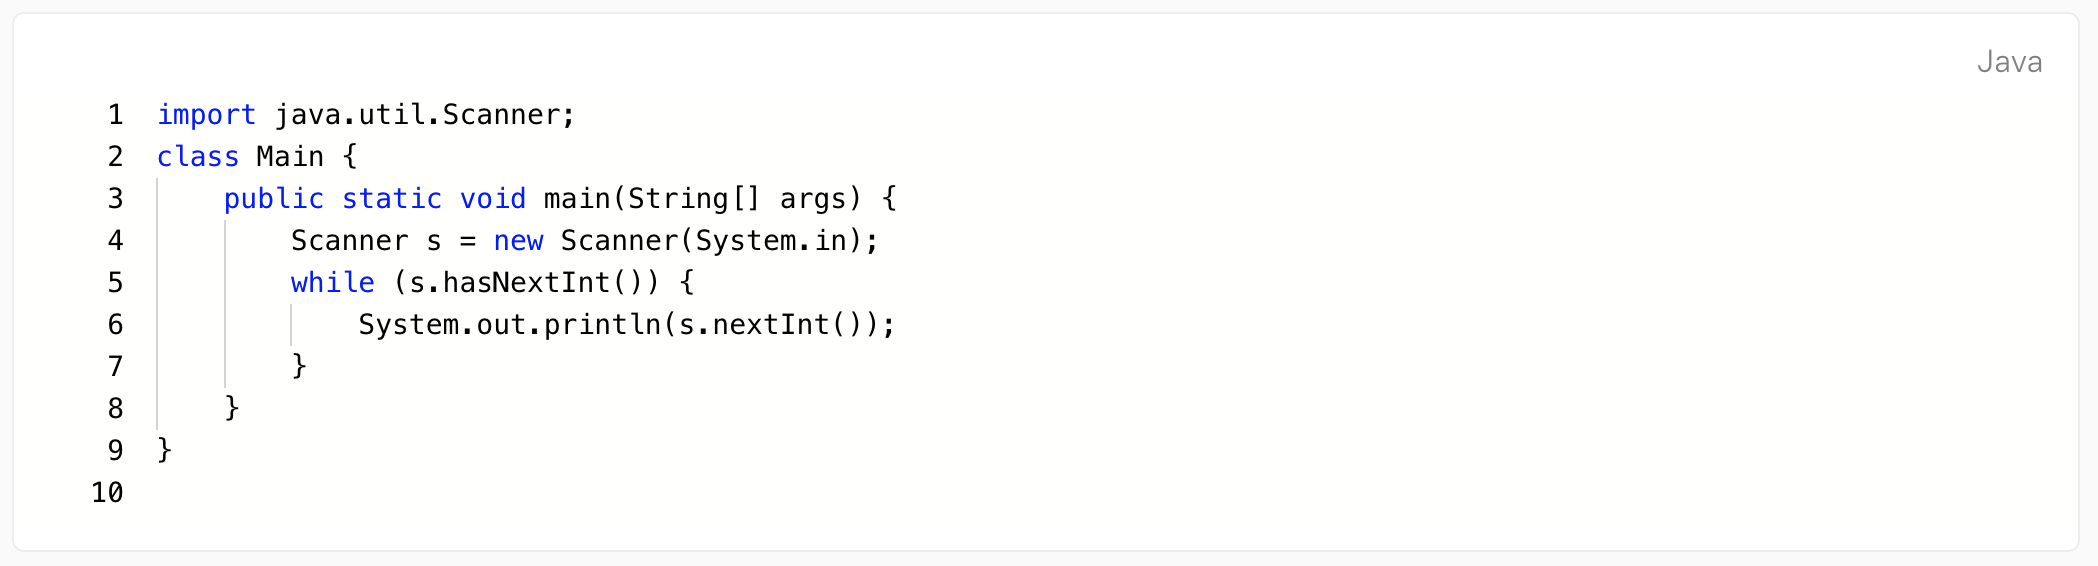 Java
1 import java.util.Scanner;
2 class Main {
3     public static void main(String[] args) {
4         Scanner s = new Scanner(System.in);
5         while (s.hasNextInt()) {
6             System.out.println(s.nextInt());
7         }
8     }
9 }
10